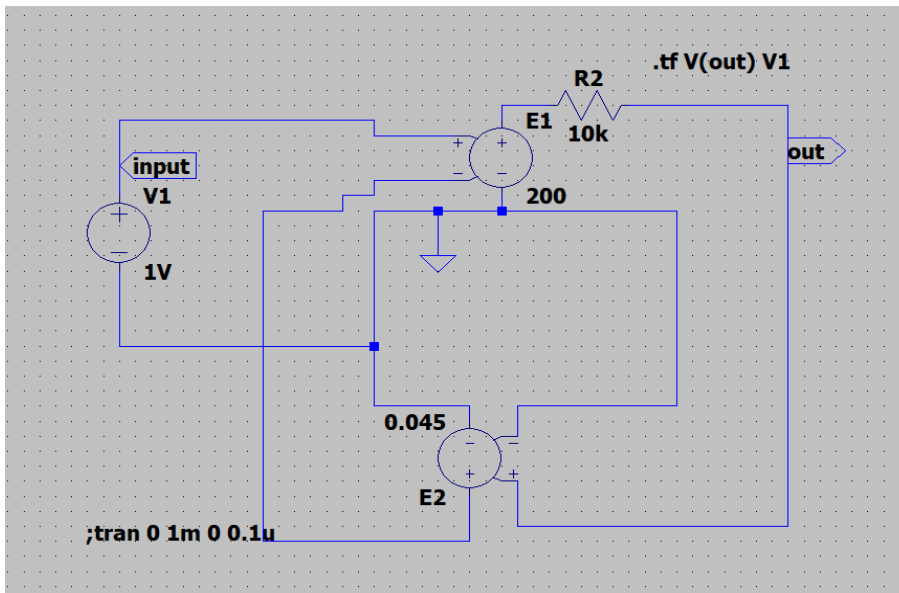 .tf V(out) V1
R2
E1
10k
out
input
V1
200
1V
0.045
E2
;tran 0 1m 0 0.1u